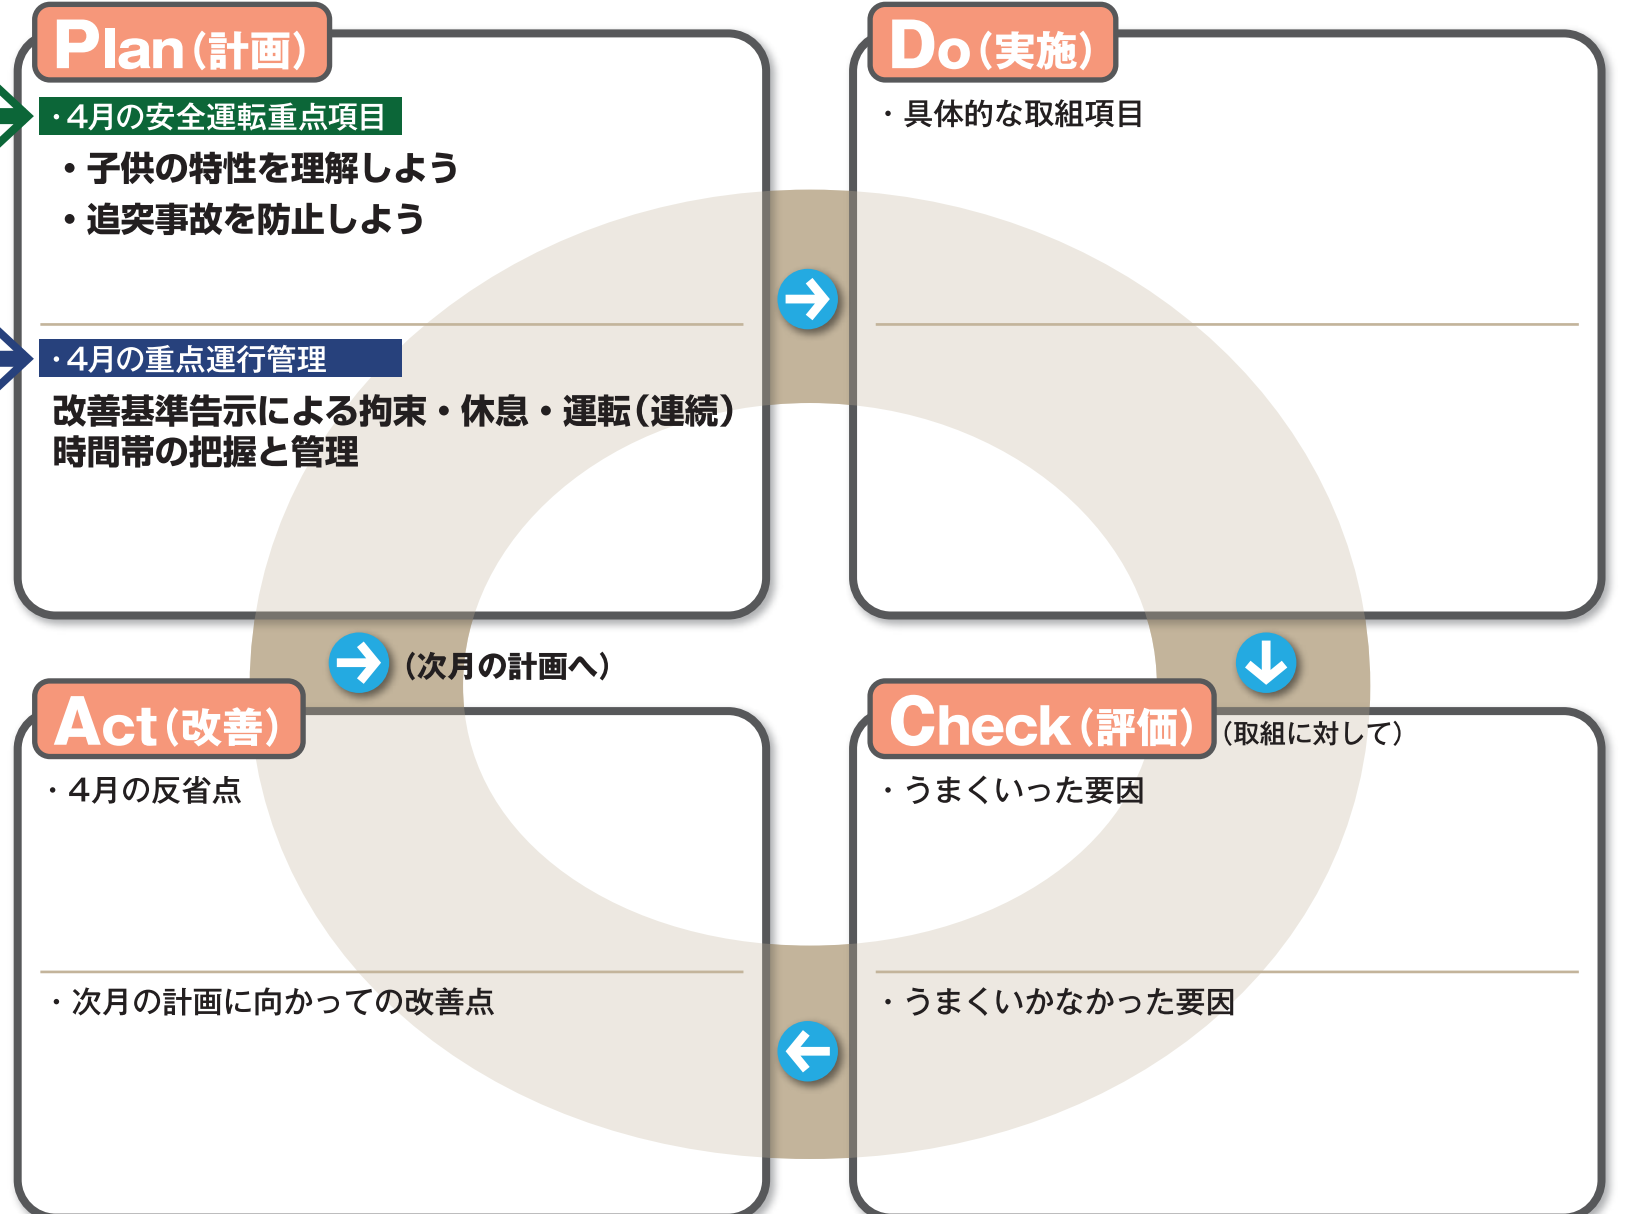 Plan（計画）
・4月の安全運転重点項目
・子供の特性を理解しよう
・追突事故を防止しよう
・4月の重点運行管理
改善基準告示による拘束・休息・運転（連続）
時間帯の把握と管理
Do（実施）
・具体的な取組項目
（次月の計画へ）
Act（改善）
・4月の反省点
・次月の計画に向かっての改善点
Check（評価）（取組に対して）
・うまくいった要因
・うまくいかなかった要因